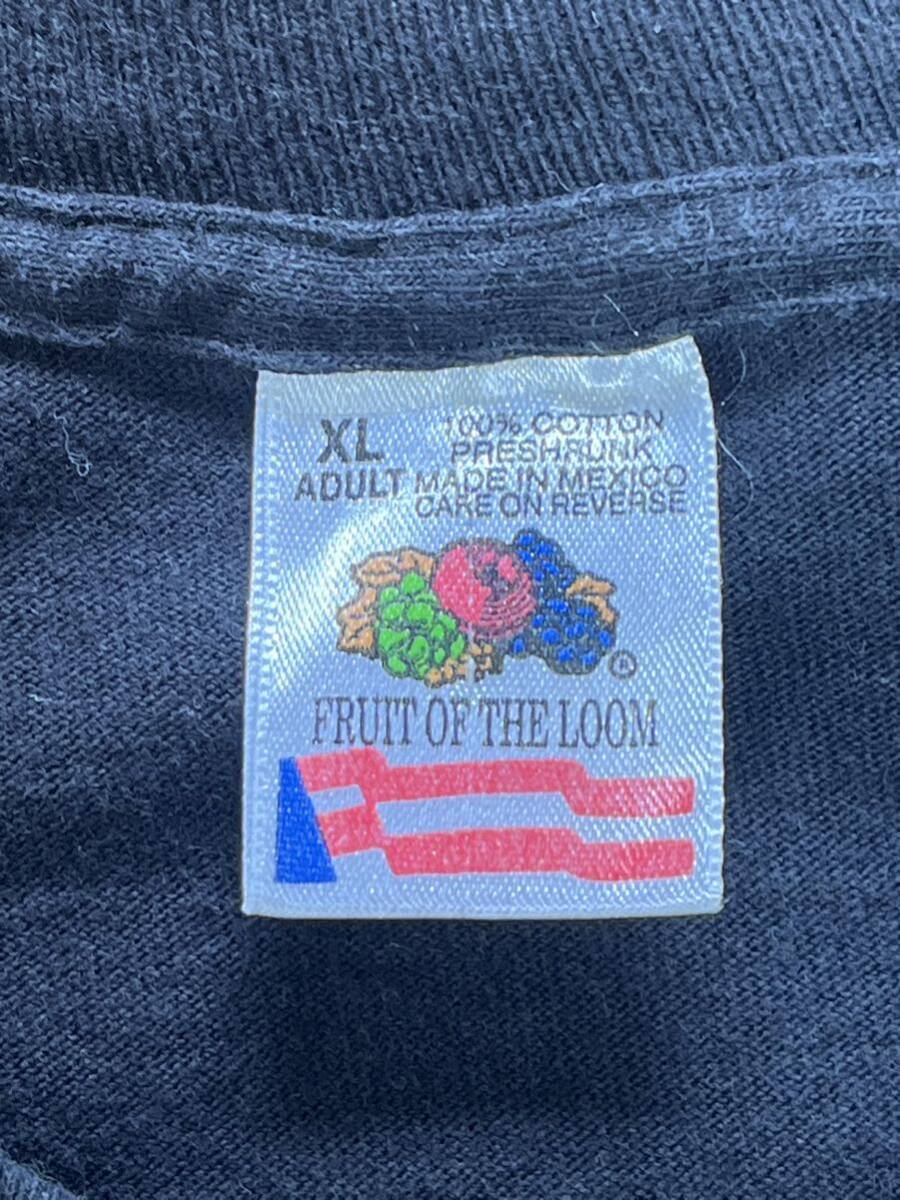 XL
ADULT
100% COTTON
PRESHRUNK
MADE IN MEXICO
CARE ON REVERSE
®
FRUIT OF THE LOOM